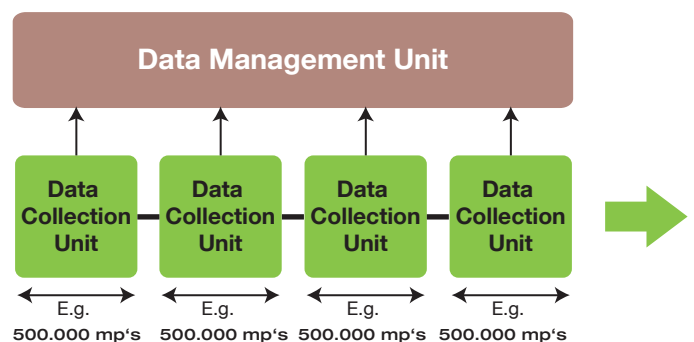 Data Management Unit
Data
Collection
Unit
Data
Collection
Unit
Data
Collection
Unit
Data
Collection
Unit
E.g.
500.000 mp‘s
E.g.
500.000 mp‘s
E.g.
500.000 mp‘s
E.g.
500.000 mp‘s